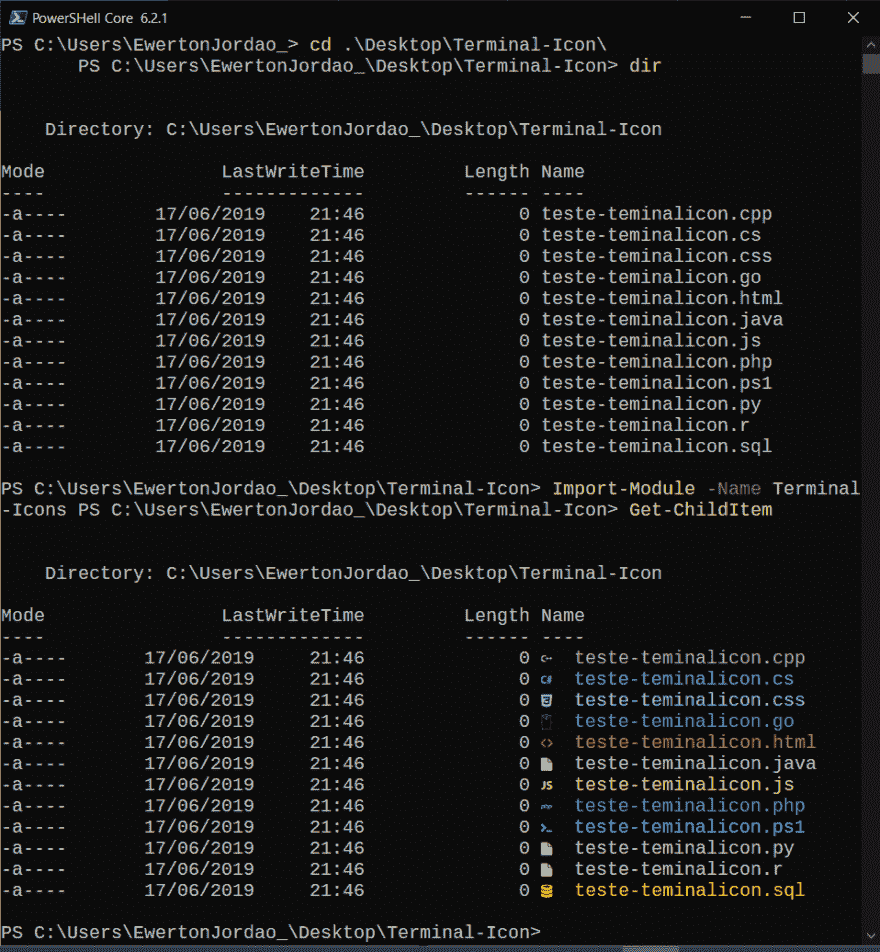 PowerSHell Core 6.2.1
PS C:\Users\EwertonJordao_> cd .\Desktop\Terminal-Icon\
PS C:\Users\EwertonJordao_\Desktop\Terminal-Icon> dir
Directory: C:\Users\EwertonJordao_\Desktop\Terminal-Icon
Mode LastWriteTime Length Name
---- ------------- ------ ----
-a---- 17/06/2019 21:46 0 teste-teminalicon.cpp
-a---- 17/06/2019 21:46 0 teste-teminalicon.cs
-a---- 17/06/2019 21:46 0 teste-teminalicon.css
-a---- 17/06/2019 21:46 0 teste-teminalicon.go
-a---- 17/06/2019 21:46 0 teste-teminalicon.html
-a---- 17/06/2019 21:46 0 teste-teminalicon.java
-a---- 17/06/2019 21:46 0 teste-teminalicon.js
-a---- 17/06/2019 21:46 0 teste-teminalicon.php
-a---- 17/06/2019 21:46 0 teste-teminalicon.ps1
-a---- 17/06/2019 21:46 0 teste-teminalicon.py
-a---- 17/06/2019 21:46 0 teste-teminalicon.r
-a---- 17/06/2019 21:46 0 teste-teminalicon.sql
PS C:\Users\EwertonJordao_\Desktop\Terminal-Icon> Import-Module -Name Terminal
-Icons PS C:\Users\EwertonJordao_\Desktop\Terminal-Icon> Get-ChildItem
Directory: C:\Users\EwertonJordao_\Desktop\Terminal-Icon
Mode LastWriteTime Length Name
---- ------------- ------ ----
-a---- 17/06/2019 21:46 0 teste-teminalicon.cpp
-a---- 17/06/2019 21:46 0 teste-teminalicon.cs
-a---- 17/06/2019 21:46 0 teste-teminalicon.css
-a---- 17/06/2019 21:46 0 teste-teminalicon.go
-a---- 17/06/2019 21:46 0 teste-teminalicon.html
-a---- 17/06/2019 21:46 0 teste-teminalicon.java
-a---- 17/06/2019 21:46 0 JS teste-teminalicon.js
-a---- 17/06/2019 21:46 0 teste-teminalicon.php
-a---- 17/06/2019 21:46 0 teste-teminalicon.ps1
-a---- 17/06/2019 21:46 0 teste-teminalicon.py
-a---- 17/06/2019 21:46 0 teste-teminalicon.r
-a---- 17/06/2019 21:46 0 teste-teminalicon.sql
PS C:\Users\EwertonJordao_\Desktop\Terminal-Icon>